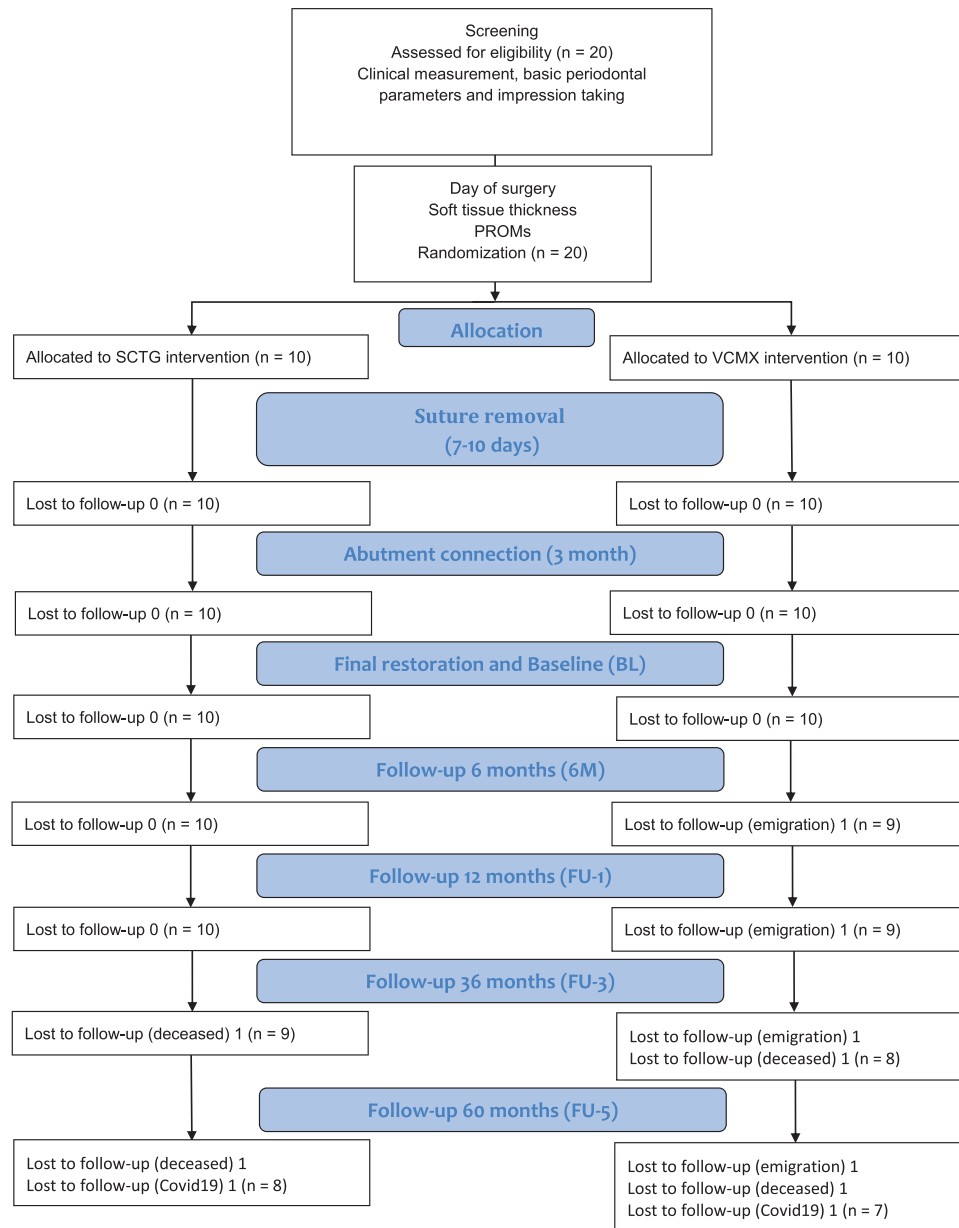 Screening
Assessed for eligibility (n = 20)
Clinical measurement, basic periodontal
parameters and impression taking
Day of surgery
Soft tissue thickness
PROMs
Randomization (n = 20)
Allocation
Allocated to SCTG intervention (n = 10)
Allocated to VCMX intervention (n = 10)
Suture removal
(7-10 days)
Lost to follow-up 0 (n = 10)
Lost to follow-up 0 (n = 10)
Abutment connection (3 month)
Lost to follow-up 0 (n = 10)
Lost to follow-up 0 (n = 10)
Final restoration and Baseline (BL)
Lost to follow-up 0 (n = 10)
Lost to follow-up 0 (n = 10)
Follow-up 6 months (6M)
Lost to follow-up 0 (n = 10)
Lost to follow-up (emigration) 1 (n = 9)
Follow-up 12 months (FU-1)
Lost to follow-up 0 (n = 10)
Lost to follow-up (emigration) 1 (n = 9)
Follow-up 36 months (FU-3)
Lost to follow-up (deceased) 1 (n = 9)
Lost to follow-up (emigration) 1
Lost to follow-up (deceased) 1 (n = 8)
Follow-up 60 months (FU-5)
Lost to follow-up (deceased) 1
Lost to follow-up (Covid19) 1 (n = 8)
Lost to follow-up (emigration) 1
Lost to follow-up (deceased) 1
Lost to follow-up (Covid19) 1 (n = 7)